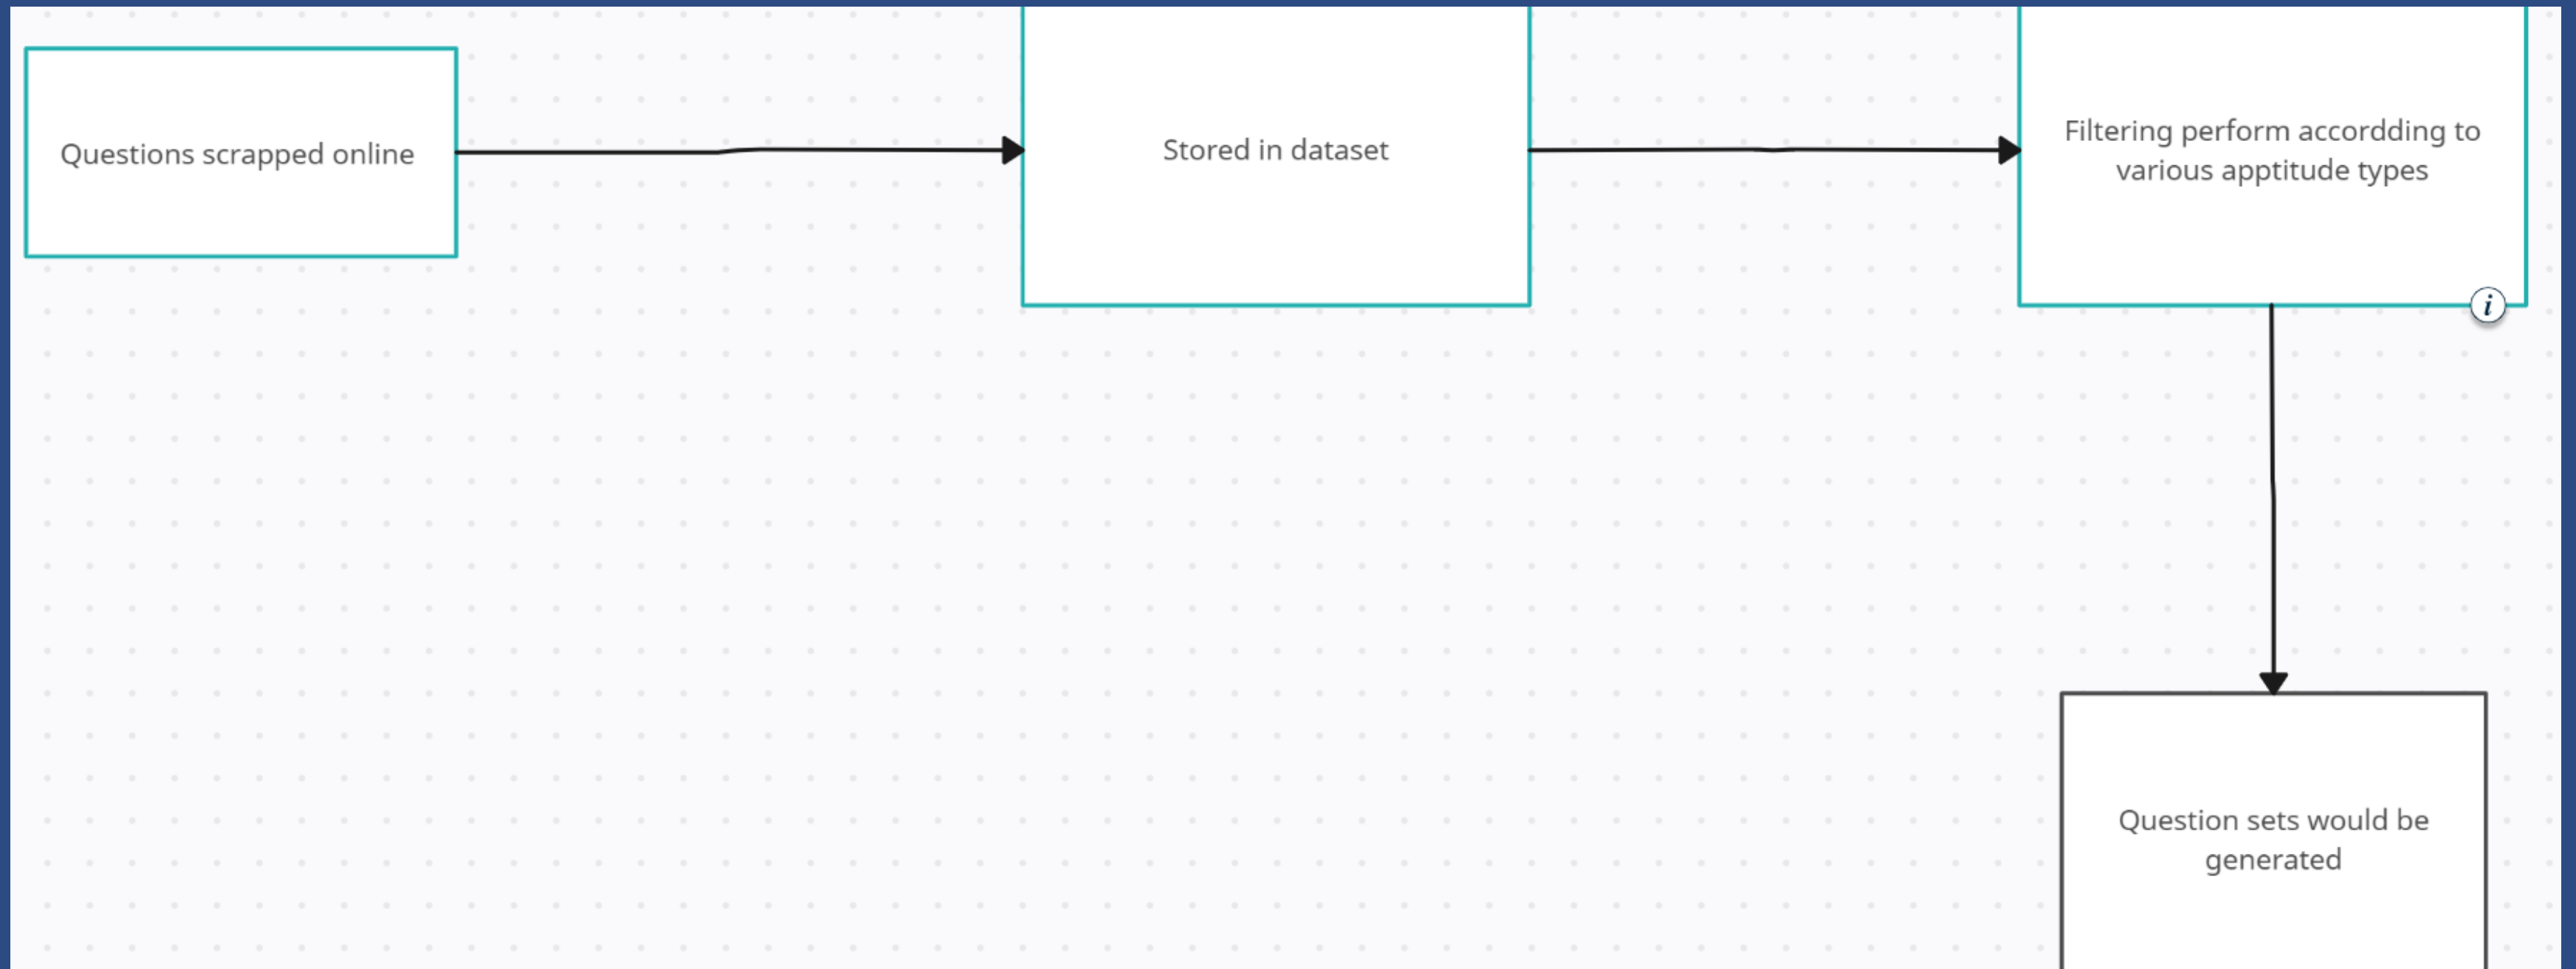 Questions scrapped online
Stored in dataset
Filtering perform accordding to
various apptitude types
i
Question sets would be
generated